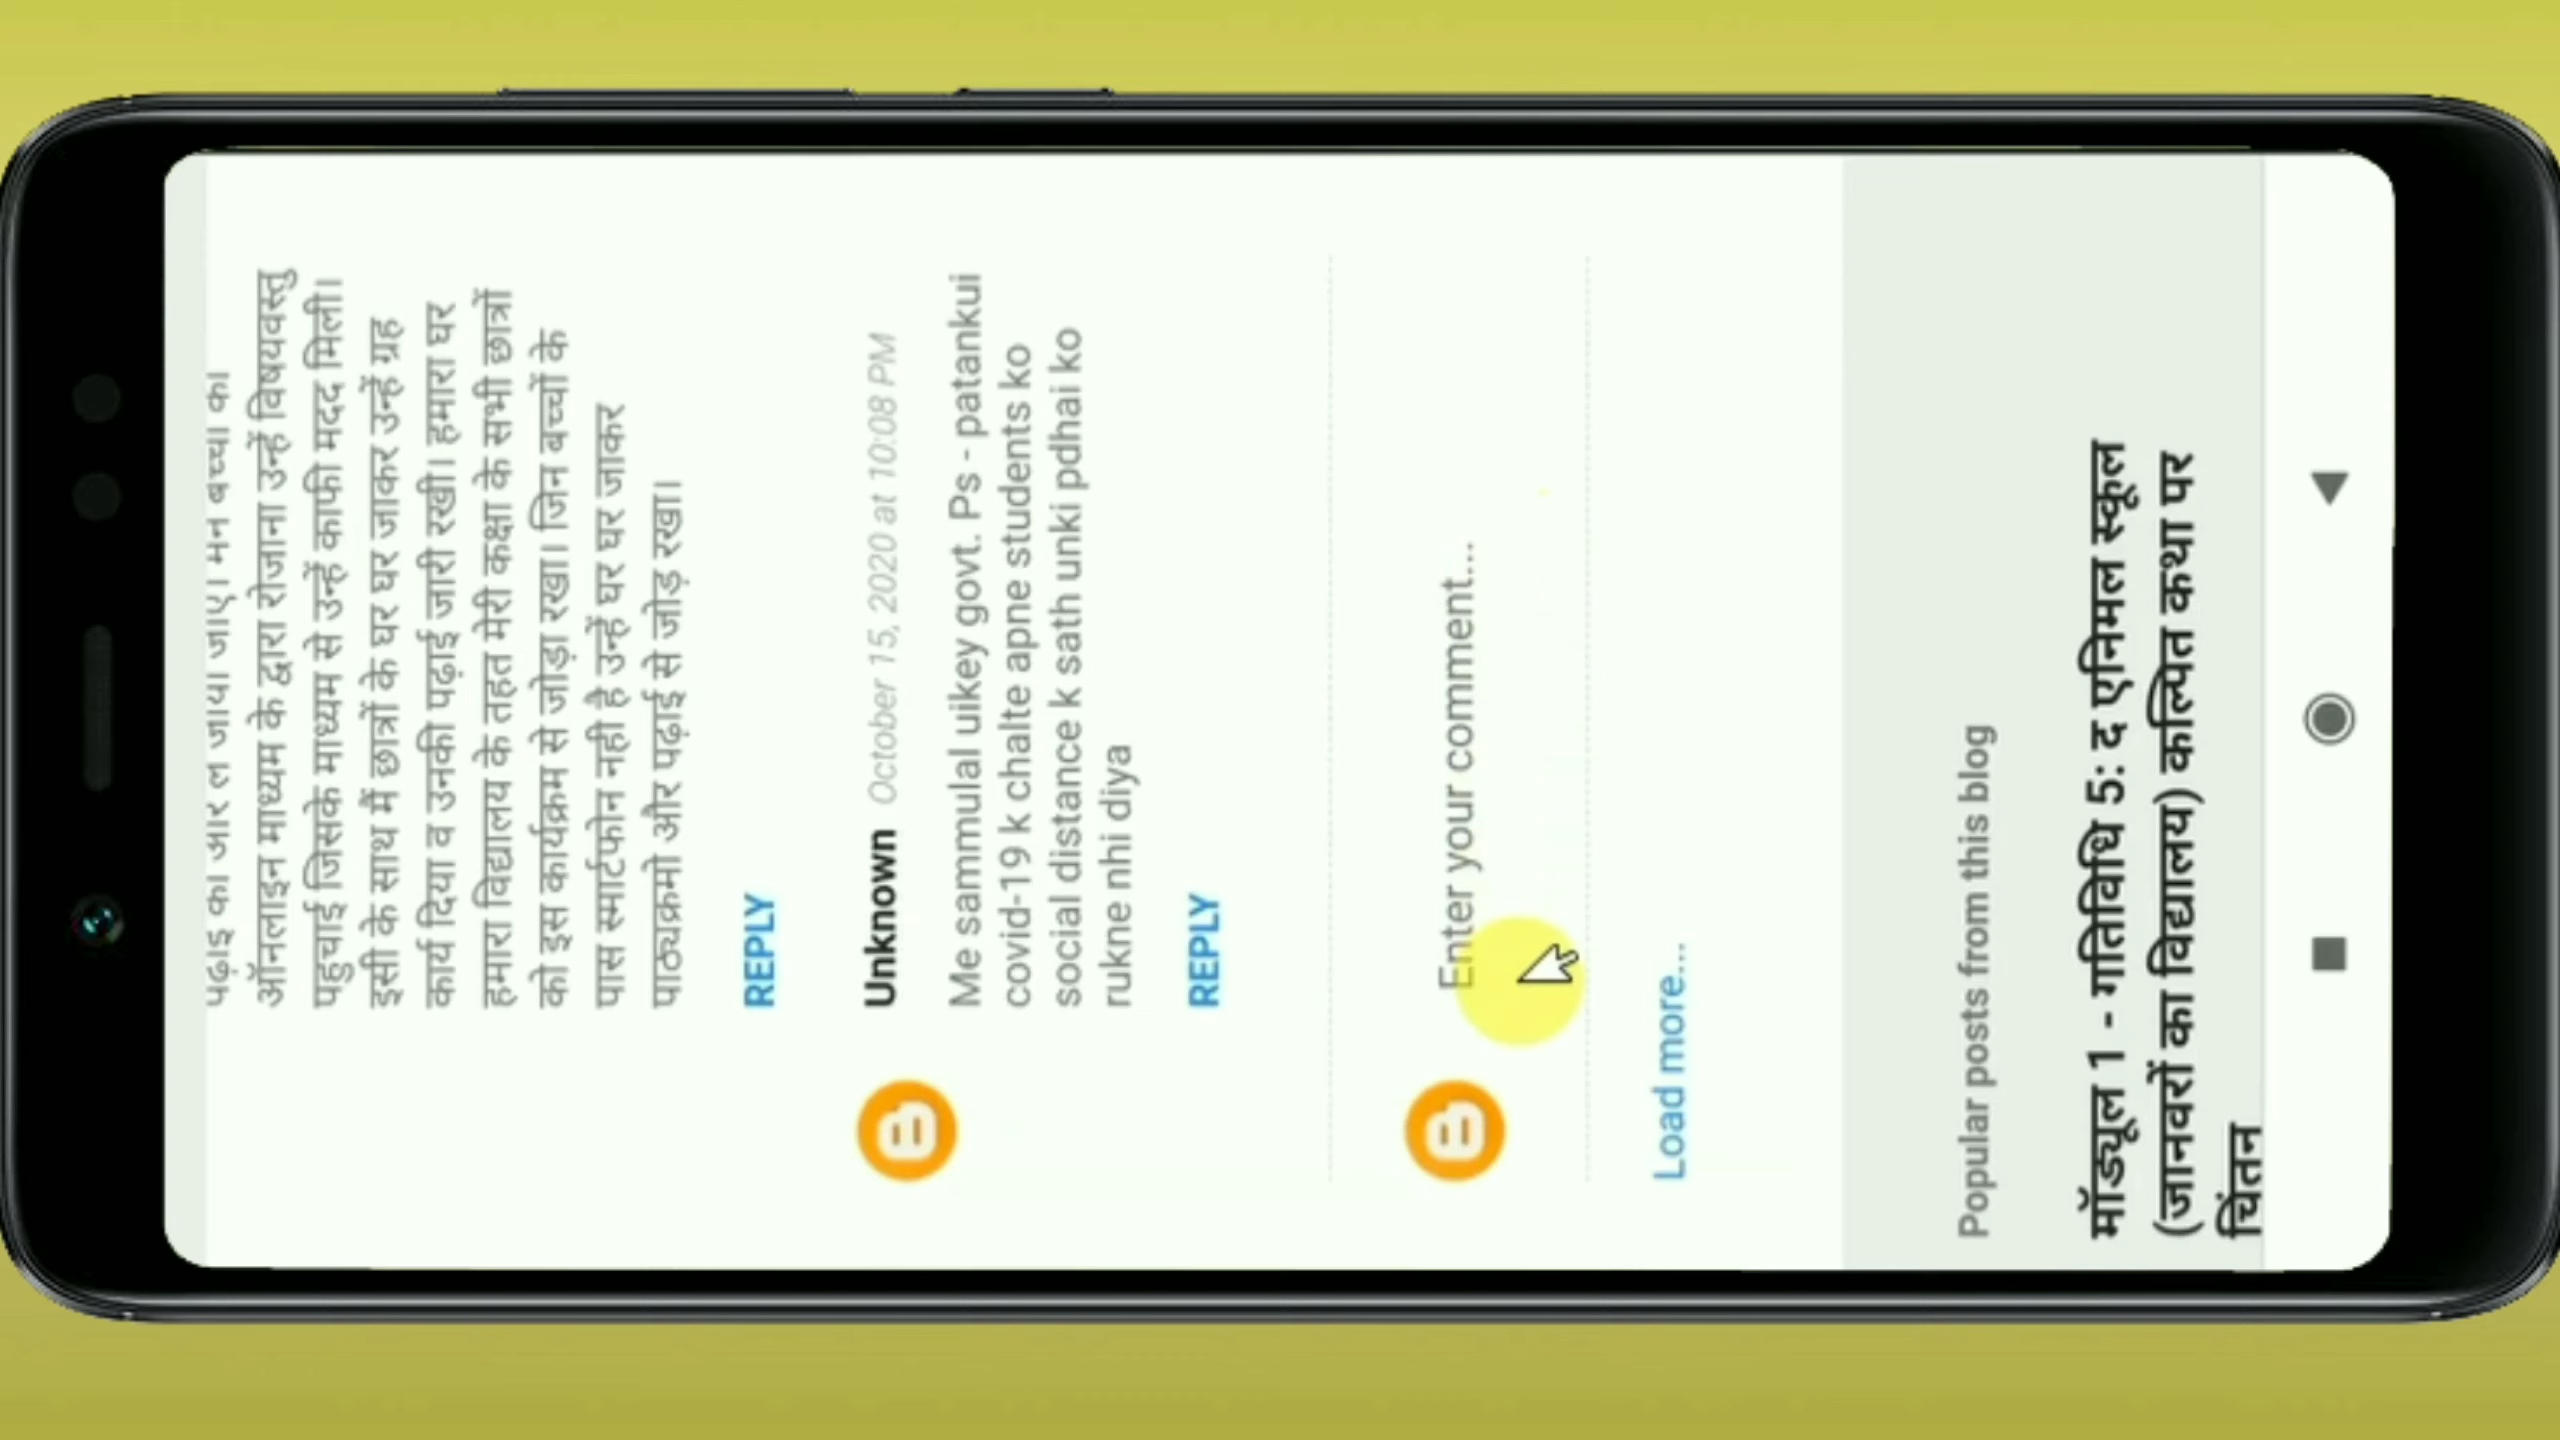 ऑनलाइन माध्यम के द्वारा रोजाना उन्हें विषयवस्तु
पहुचाई जिसके माध्यम से उन्हें काफी मदद मिली।
इसी के साथ में छात्रों के घर घर जाकर उन्हें ग्रह
कार्य दिया व उनकी पढ़ाई जारी रखी। हमारा घर
हमारा विद्यालय के तहत मेरी कक्षा के सभी छात्रों
को इस कार्यक्रम से जोड़ा रखा। जिन बच्चों के
पास स्मार्टफोन नही है उन्हें घर घर जाकर
पाठ्यक्रमो और पढ़ाई से जोड़ रखा।
REPLY
Unknown October 15, 2020 at 10:08 PM
Me sammulal uikey govt. Ps - patankui
covid-19 k chalte apne students ko
social distance k sath unki pdhai ko
rukne nhi diya
REPLY
Enter your comment...
Load more...
Popular posts from this blog
मॉड्यूल 1 - गतिविधि 5: द एनिमल स्कूल
(जानवरों का विद्यालय) कल्पित कथा पर
चिंतन